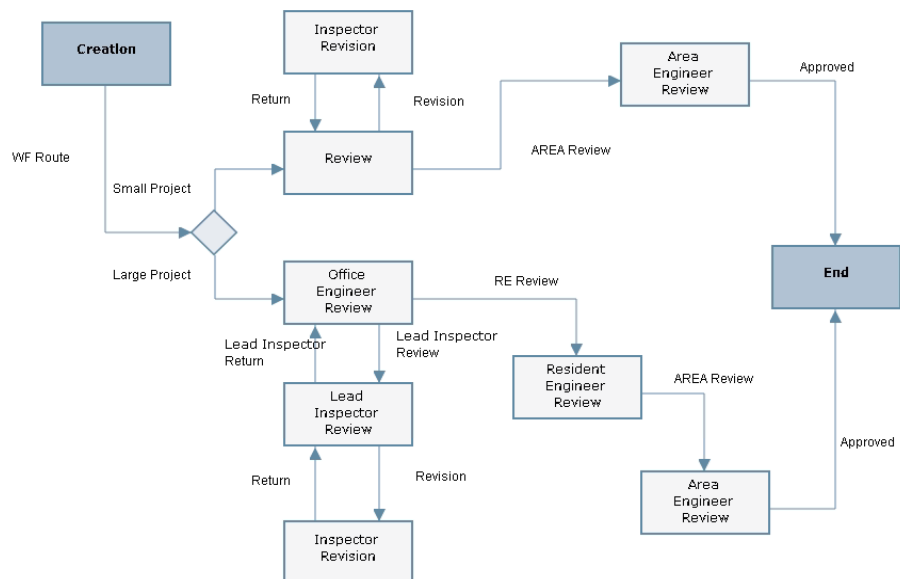 Creation
Inspector
Revision
Area
Engineer
Review
Approved
Return
Revision
WF Route
Review
AREA Review
Small Project
Large Project
Office
Engineer
Review
RE Review
End
Lead Inspector
Return
Lead Inspector
Review
Resident
Engineer
Review
AREA Review
Lead
Inspector
Review
Approved
Return
Revision
Area
Engineer
Review
Inspector
Revision